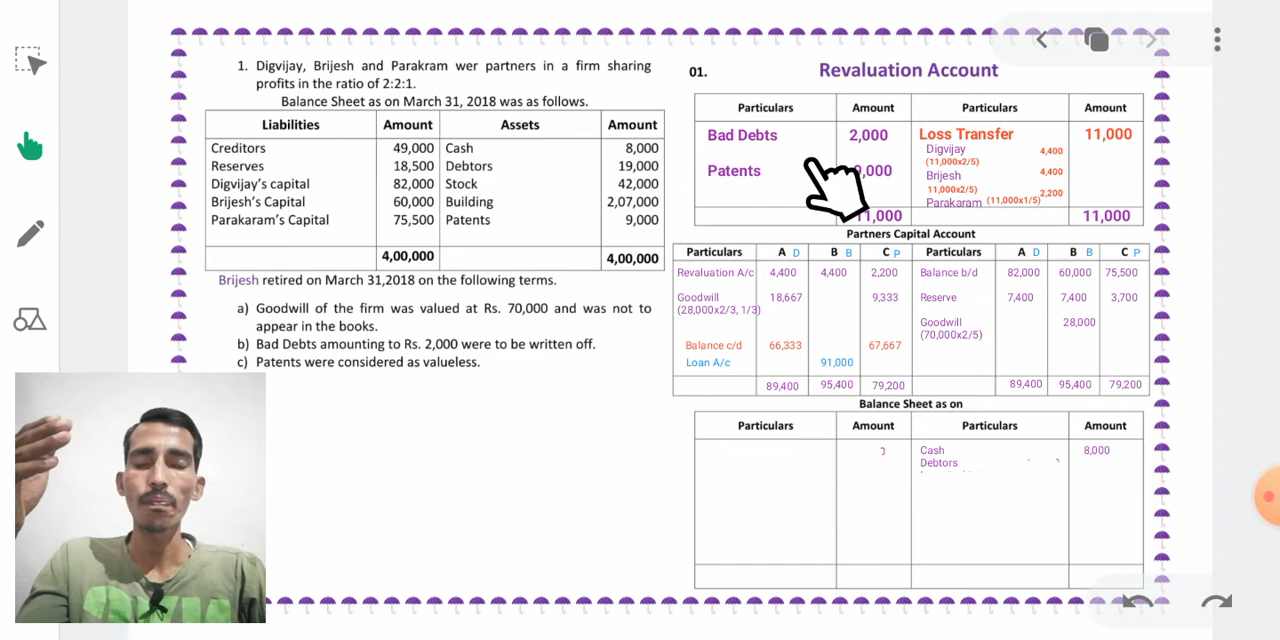 1. Digvijay, Brijesh and Parakram wer partners in a firm sharing
profits in the ratio of 2:2:1.
Balance Sheet as on March 31, 2018 was as follows.
Liabilities Amount Assets Amount
Creditors 49,000 Cash 8,000
Reserves 18,500 Debtors 19,000
Digvijay's capital 82,000 Stock 42,000
Brijesh's Capital 60,000 Building 2,07,000
Parakaram's Capital 75,500 Patents 9,000
4,00,000 4,00,000
Brijesh retired on March 31,2018 on the following terms.
a) Goodwill of the firm was valued at Rs. 70,000 and was not to
appear in the books.
b) Bad Debts amounting to Rs. 2,000 were to be written off.
c) Patents were considered as valueless.
01. Revaluation Account
Particulars Amount Particulars Amount
Bad Debts 2,000 Loss Transfer 11,000
Digvijay 4,400
(11,000x2/5)
Patents ,000 Brijesh 4,400
11,000x2/5)
Parakaram (11,000x1/5) 2,200
11,000 11,000
Partners Capital Account
Particulars A D B B C P Particulars A D B B C P
Revaluation A/c 4,400 4,400 2,200 Balance b/d 82,000 60,000 75,500
Goodwill 18,667 9,333 Reserve 7,400 7,400 3,700
(28,000x2/3, 1/3)
Goodwill 28,000
(70,000x2/5)
Balance c/d 66,333 67,667
Loan A/c 91,000
89,400 95,400 79,200 89,400 95,400 79,200
Balance Sheet as on
Particulars Amount Particulars Amount
Cash 8,000
Debtors